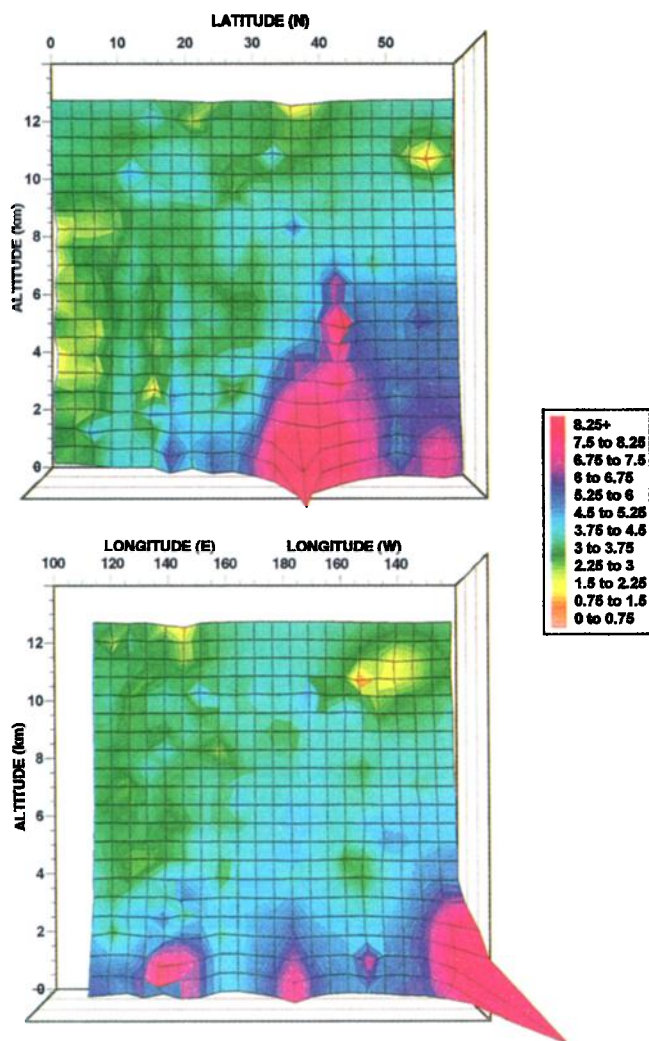 LATITUDE (N)
0 10 20 30 40 50
12
10
8
6
4
2
0
ALTITUDE (km)
8.25+
7.5 to 8.25
6.75 to 7.5
6 to 6.75
5.25 to 6
4.5 to 5.25
3.75 to 4.5
3 to 3.75
2.25 to 3
1.5 to 2.25
0.75 to 1.5
0 to 0.75
LONGITUDE (E) LONGITUDE (W)
100 120 140 160 180 160 140
12
10
8
6
4
2
0
ALTITUDE (km)